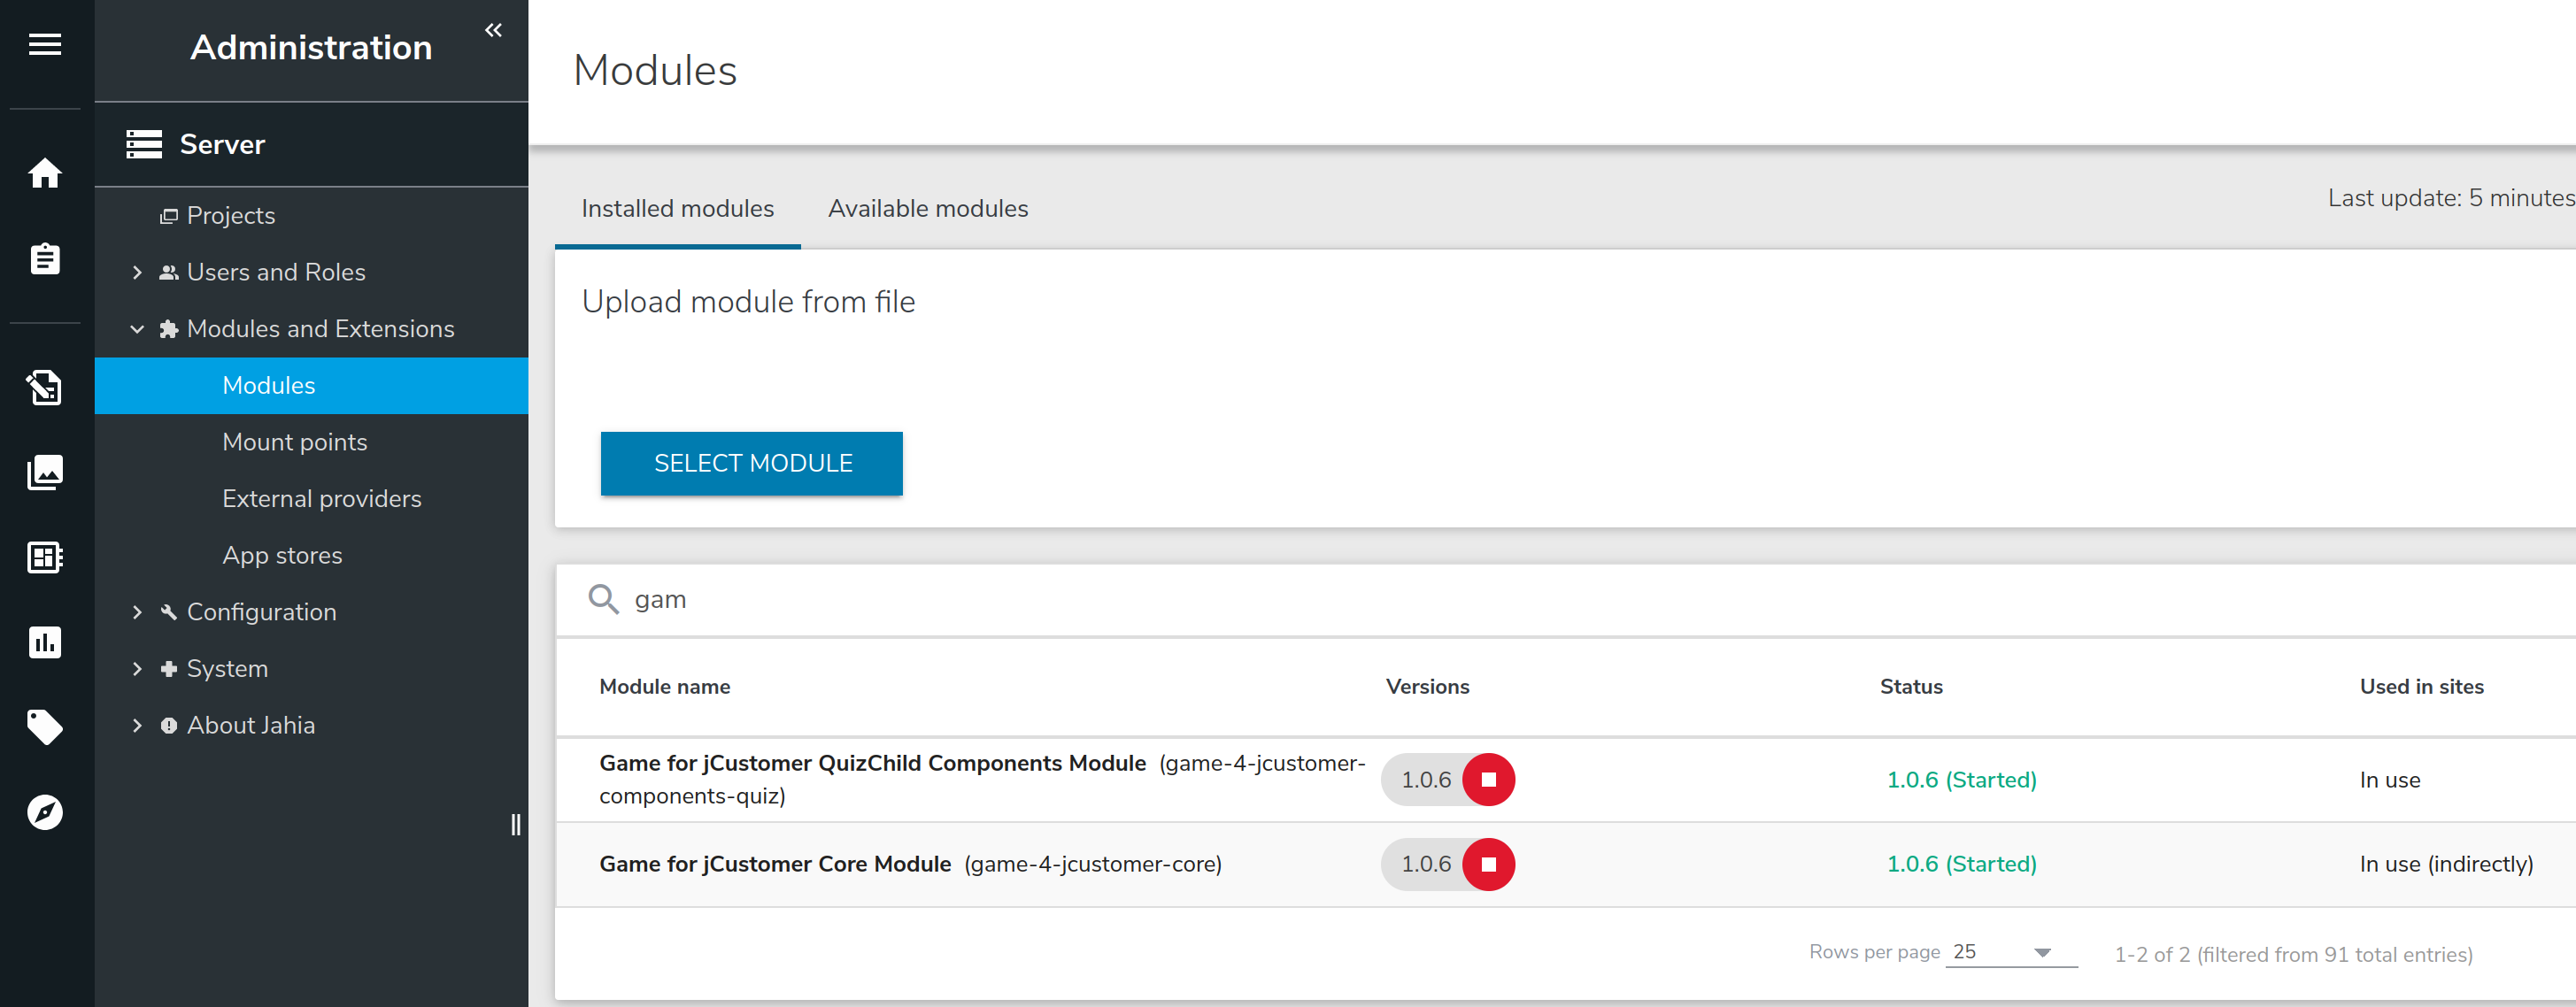 Administration
Server
Projects
Users and Roles
Modules and Extensions
Modules
Mount points
External providers
App stores
Configuration
System
About Jahia
Modules
Installed modules Available modules Last update: 5 minutes
Upload module from file
SELECT MODULE
gam
Module name Versions Status Used in sites
Game for jCustomer QuizChild Components Module (game-4-jcustomer-
components-quiz) 1.0.6 1.0.6 (Started) In use
Game for jCustomer Core Module (game-4-jcustomer-core) 1.0.6 1.0.6 (Started) In use (indirectly)
Rows per page 25 1-2 of 2 (filtered from 91 total entries)